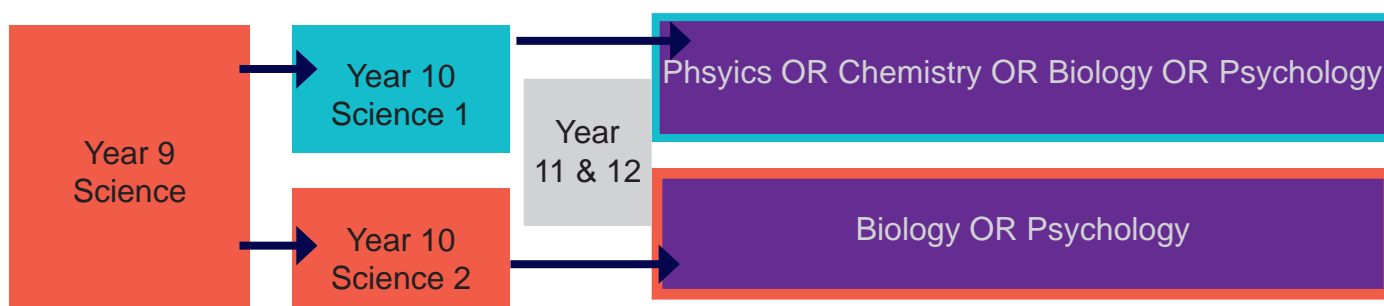 Year 9
Science
Year 10
Science 1
Year 10
Science 2
Year
11 & 12
Phsyics OR Chemistry OR Biology OR Psychology
Biology OR Psychology